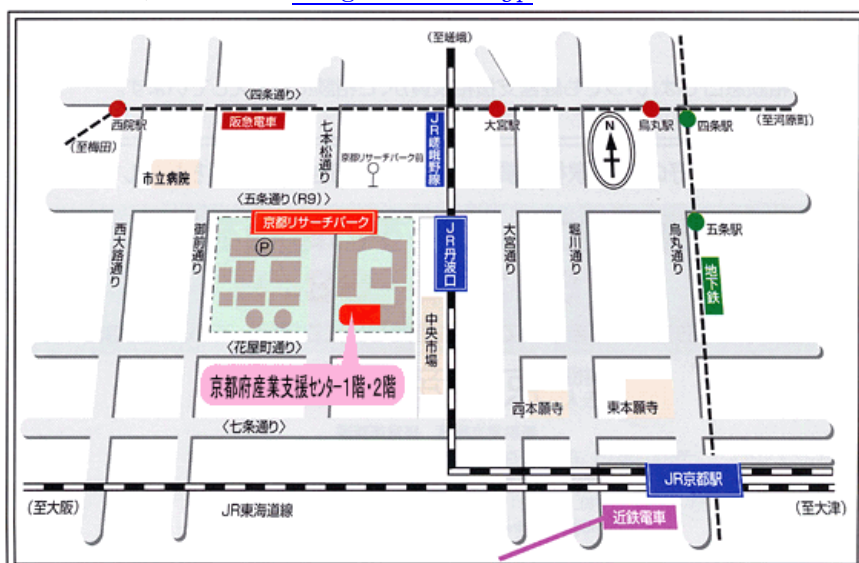 (至嵯峨)
〈四条通り〉
西院駅
阪急電車
七本松通り
JR嵯峨野線
大宮駅
烏丸駅
四条駅
(至河原町)
(至梅田)
N
市立病院
京都リサーチパーク前
〈五条通り(R9)〉
京都リサーチパーク
西大路通り
御前通り
P
JR丹波口
大宮通り
堀川通り
烏丸通り
五条駅
地下鉄
中央市場
〈花屋町通り〉
京都府産業支援センター1階・2階
西本願寺
東本願寺
〈七条通り〉
JR京都駅
(至大阪)
JR東海道線
近鉄電車
(至大津)